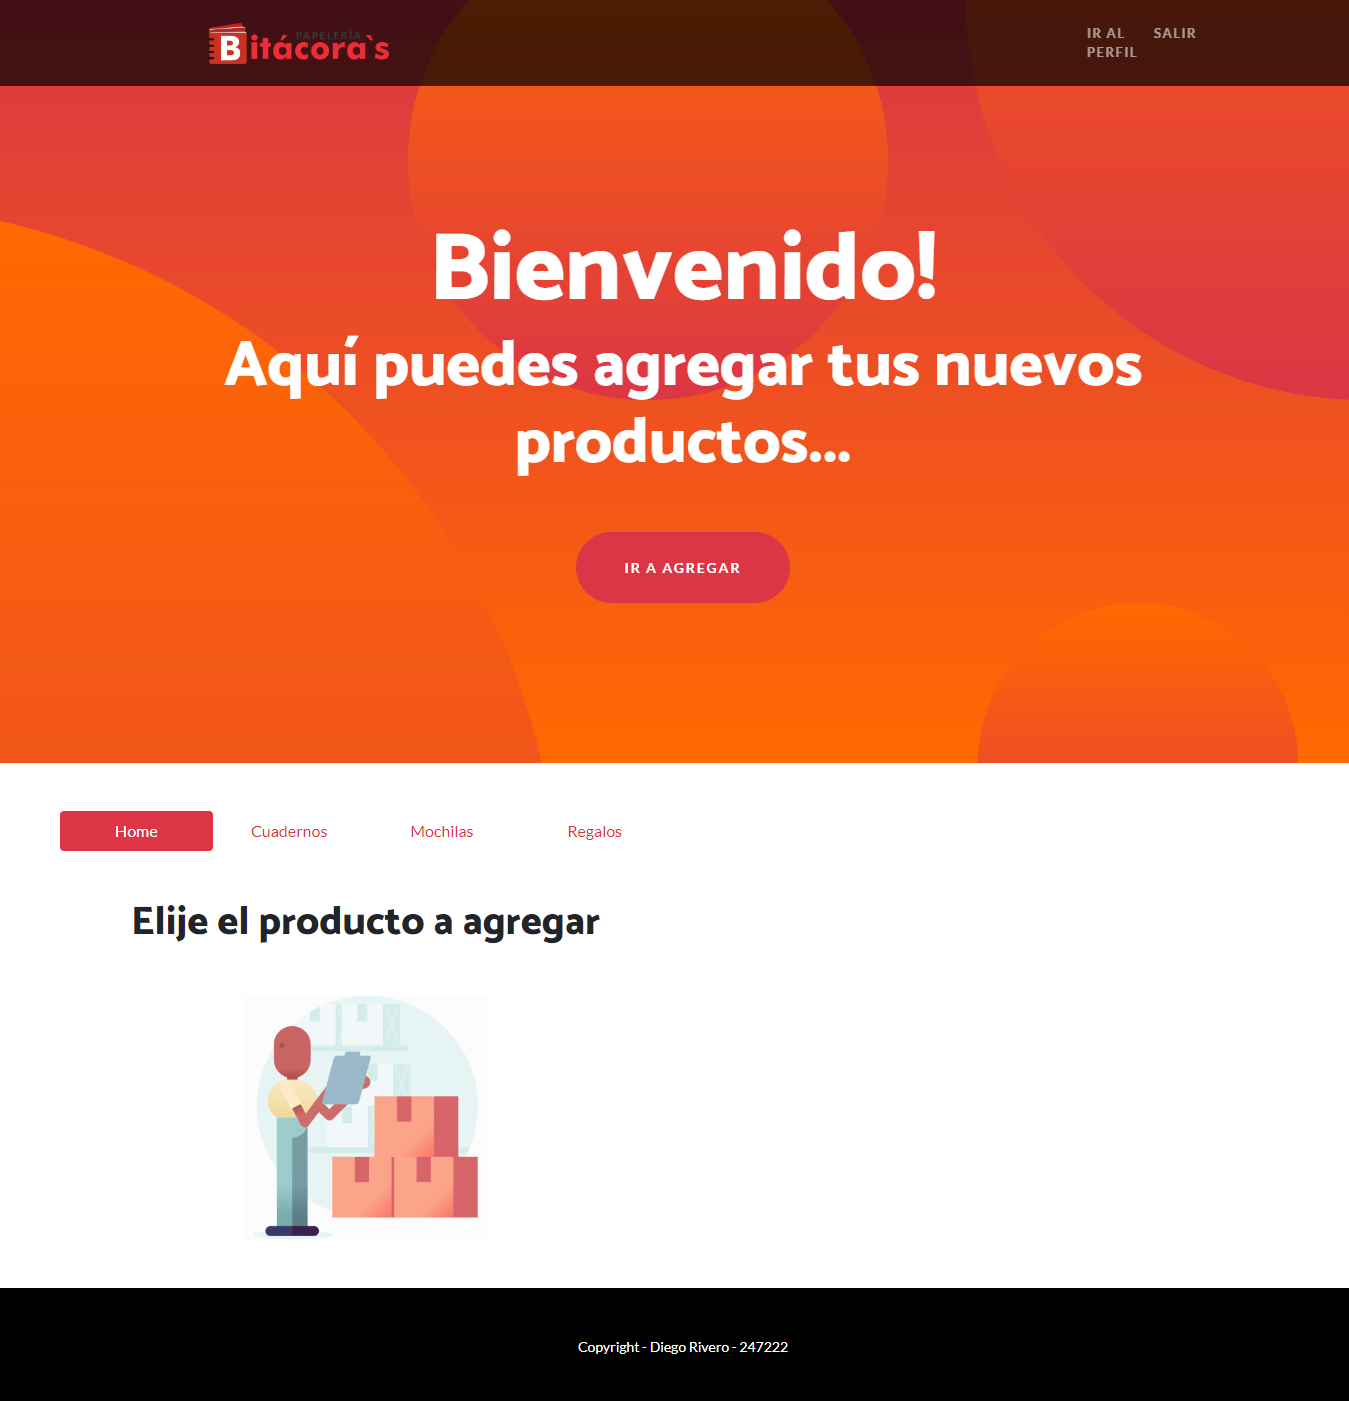 PAPELERÍA
Bitácora`s
IR AL PERFIL
SALIR
Bienvenido!
Aquí puedes agregar tus nuevos
productos...
IR A AGREGAR
Home
Cuadernos
Mochilas
Regalos
Elije el producto a agregar
Copyright - Diego Rivero - 247222